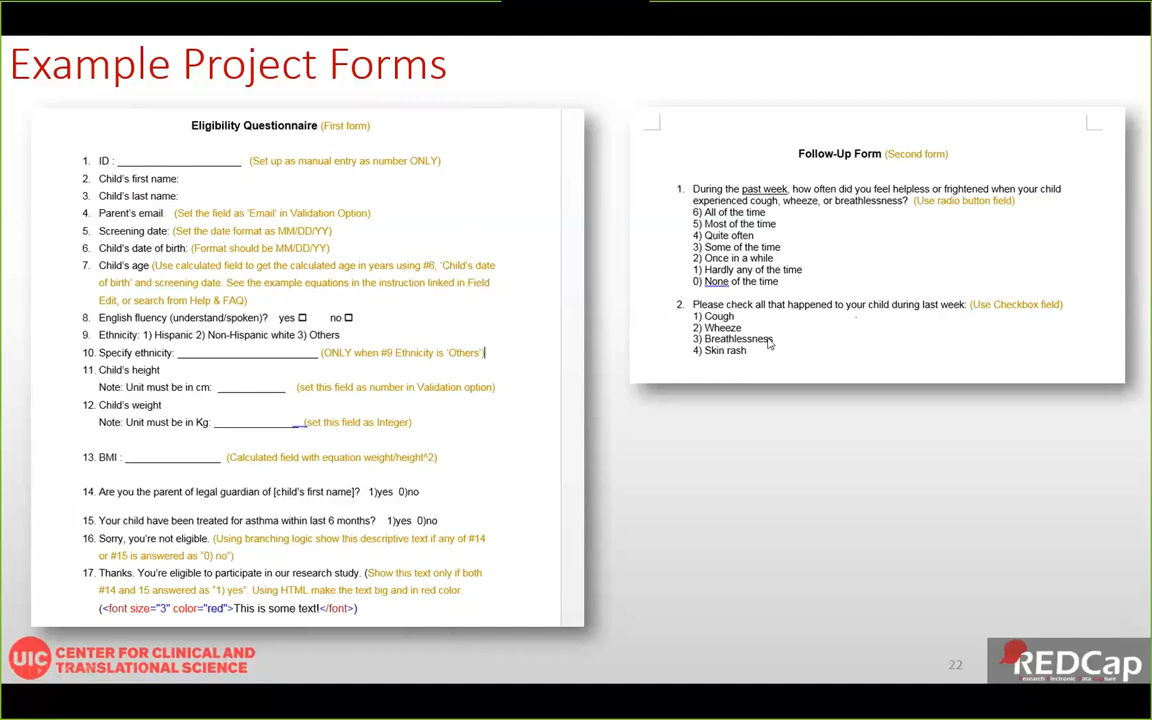 Example Project Forms
Eligibility Questionnaire (First form)
1. ID : ____________________ (Set up as manual entry as number ONLY)
2. Child's first name:
3. Child's last name:
4. Parent's email: (Set the field as 'Email' in Validation Option)
5. Screening date: (Set the date format as MM/DD/YY)
6. Child's date of birth: (Format should be MM/DD/YY)
7. Child's age (Use calculated field to get the calculated age in years using #6, 'Child's date
of birth' and screening date. See the example equations in the instruction linked in Field
Edit, or search from Help & FAQ)
8. English fluency (understand/spoken)? yes ☐ no ☐
9. Ethnicity: 1) Hispanic 2) Non-Hispanic white 3) Others
10. Specify ethnicity: _______________________ (ONLY when #9 Ethnicity is 'Others')
11. Child's height
Note: Unit must be in cm: ___________ (set this field as number in Validation option)
12. Child's weight
Note: Unit must be in Kg: _______________(set this field as Integer)
13. BMI : ________________ (Calculated field with equation weight/height^2)
14. Are you the parent of legal guardian of [child's first name]? 1)yes 0)no
15. Your child have been treated for asthma within last 6 months? 1)yes 0)no
16. Sorry, you're not eligible. (Using branching logic show this descriptive text if any of #14
or #15 is answered as "0) no")
17. Thanks. You're eligible to participate in our research study. (Show this text only if both
#14 and 15 answered as "1) yes". Using HTML make the text big and in red color.
(<font size="3" color="red">This is some text!</font>)
Follow-Up Form (Second form)
1. During the past week, how often did you feel helpless or frightened when your child
experienced cough, wheeze, or breathlessness? (Use radio button field)
6) All of the time
5) Most of the time
4) Quite often
3) Some of the time
2) Once in a while
1) Hardly any of the time
0) None of the time
2. Please check all that happened to your child during last week: (Use Checkbox field)
1) Cough
2) Wheeze
3) Breathlessness
4) Skin rash
UIC CENTER FOR CLINICAL AND
TRANSLATIONAL SCIENCE
22
REDCap
Research Electronic Data Capture